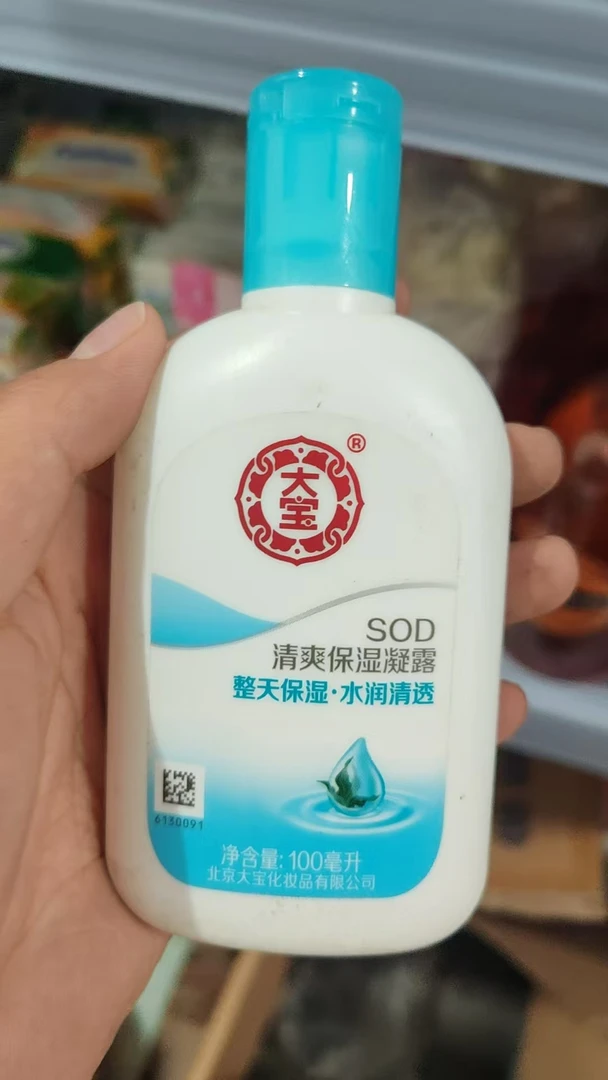 大宝®
SOD
清爽保湿凝露
整天保湿·水润清透
6130091
净含量:100毫升
北京大宝化妆品有限公司